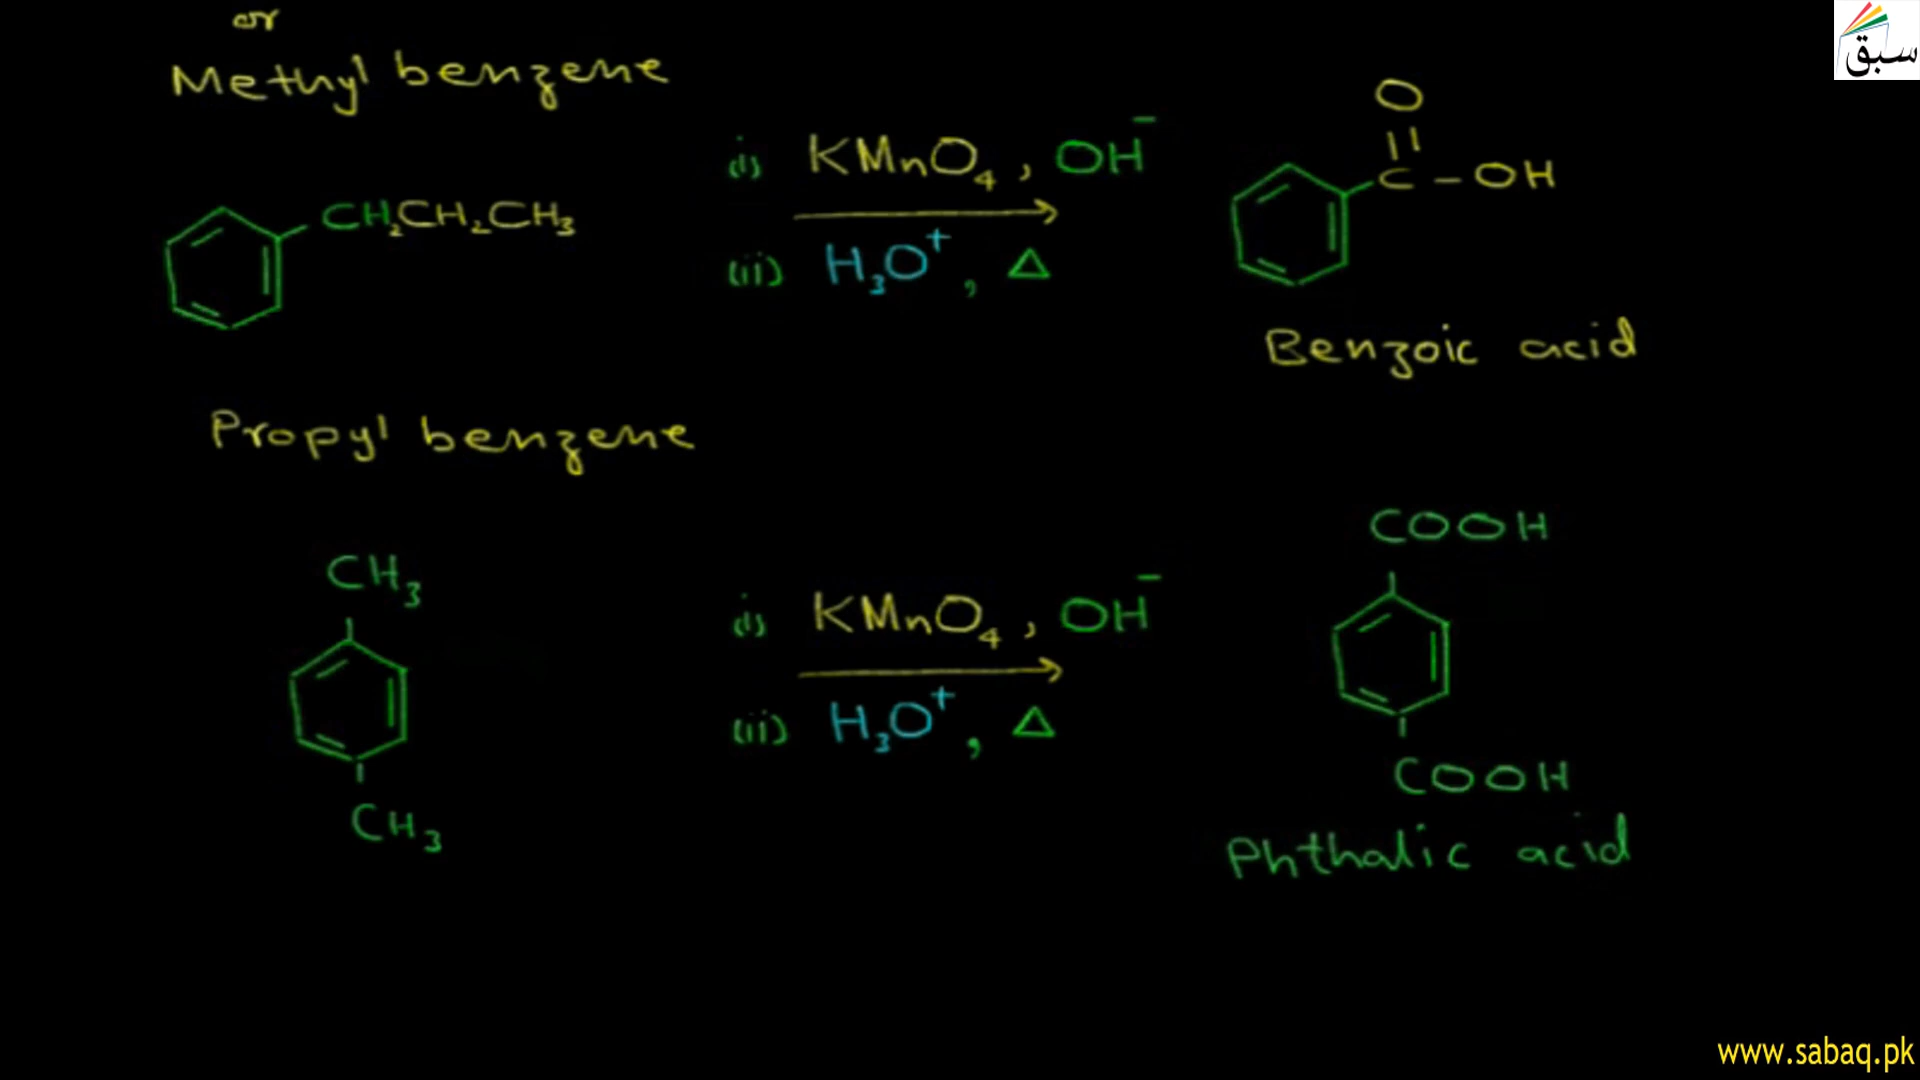 or
Methyl benzene
سبق
CH₂CH₂CH₃
(i) KMnO₄, OH⁻
(ii) H₃O⁺, △
O
C - OH
Benzoic acid
Propyl benzene
CH₃
CH₃
(i) KMnO₄, OH⁻
(ii) H₃O⁺, △
COOH
COOH
Phthalic acid
www.sabaq.pk